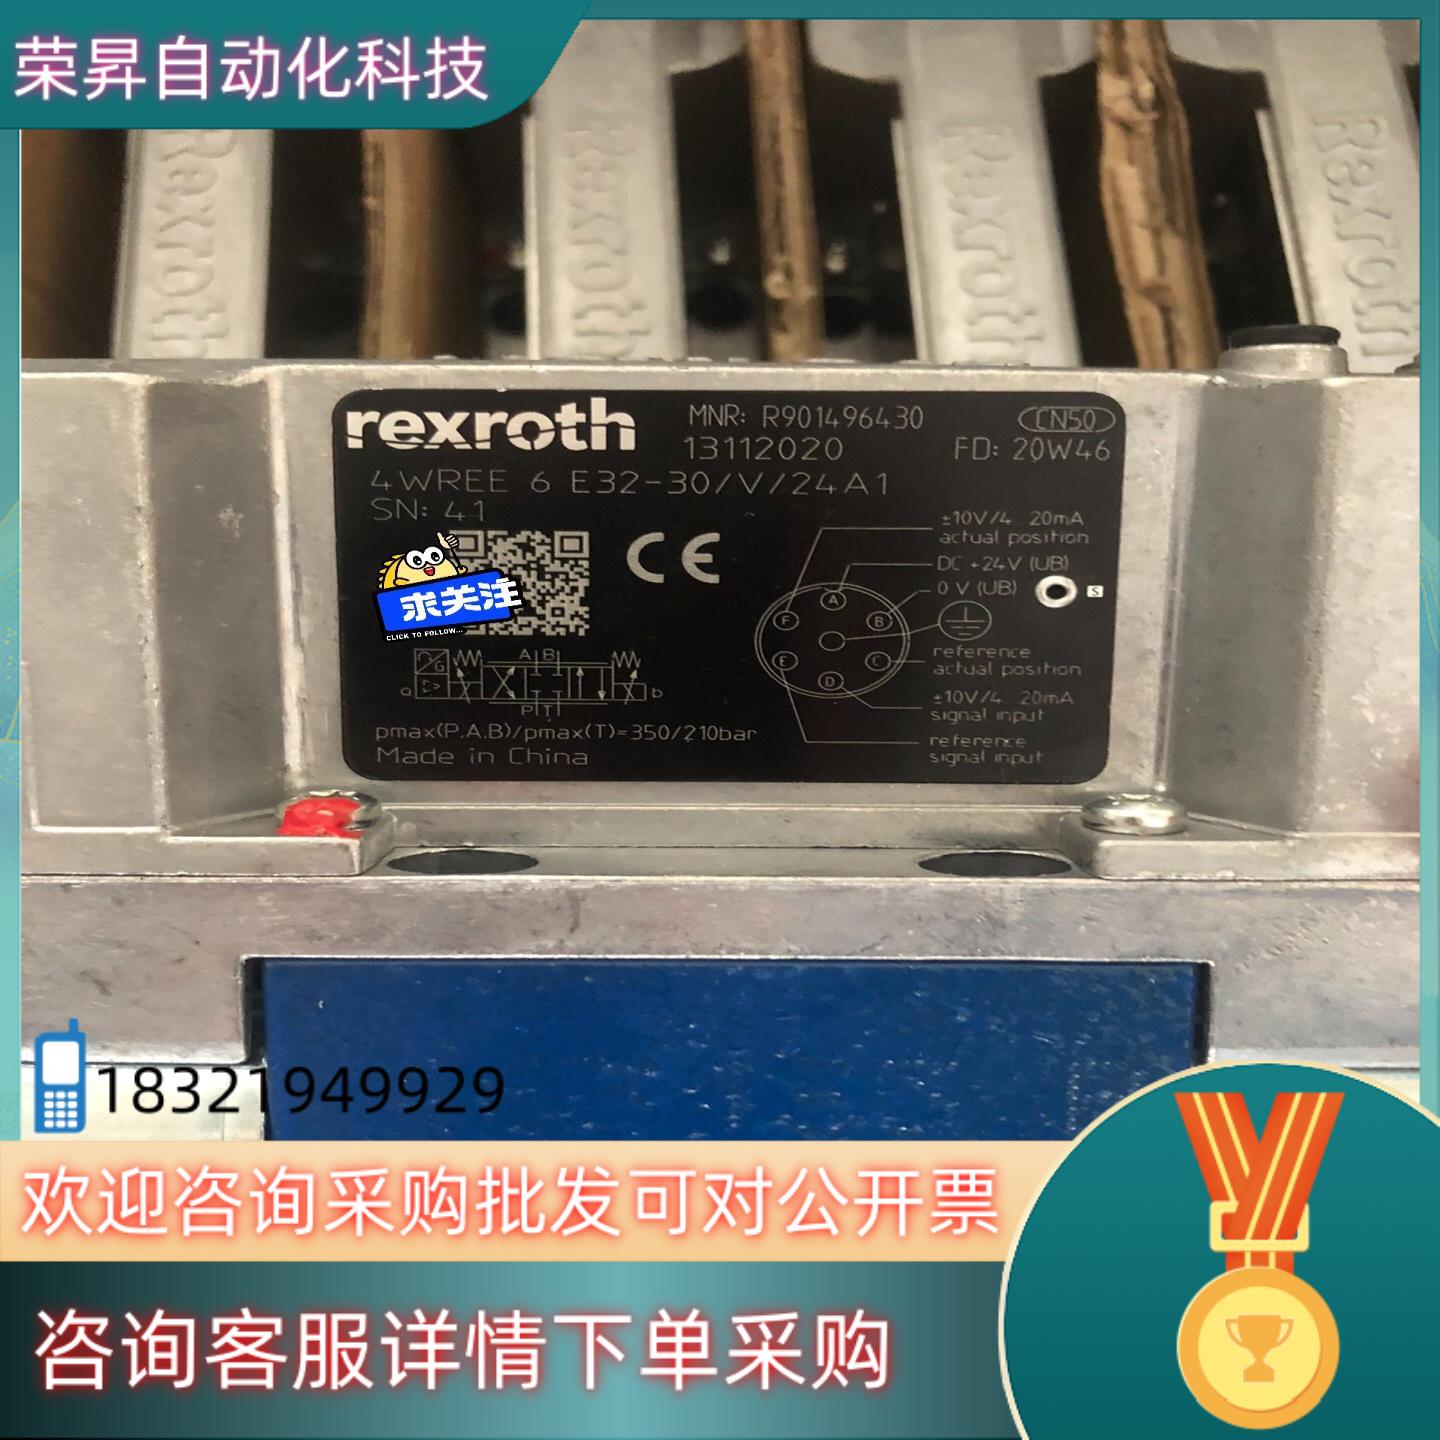 荣昇自动化科技
Rexroth
Rexroth
Rexroth
Rexroth
rexroth
MNR: R901496430
CN50
13112020
FD: 20W46
4WREE 6 E32-30/V/24A1
SN: 41
CE
求关注
CLICK TO FOLLOW...
±10V/4 20mA
actual position
DC +24V (UB)
0 V (UB)
S
A
F
B
E
C
D
reference
actual position
±10V/4 20mA
signal input
reference
signal input
A B
G
a
b
P T
pmax(P.A.B)/pmax(T)=350/210bar
Made in China
18321949929
欢迎咨询采购批发可对公开票
咨询客服详情下单采购